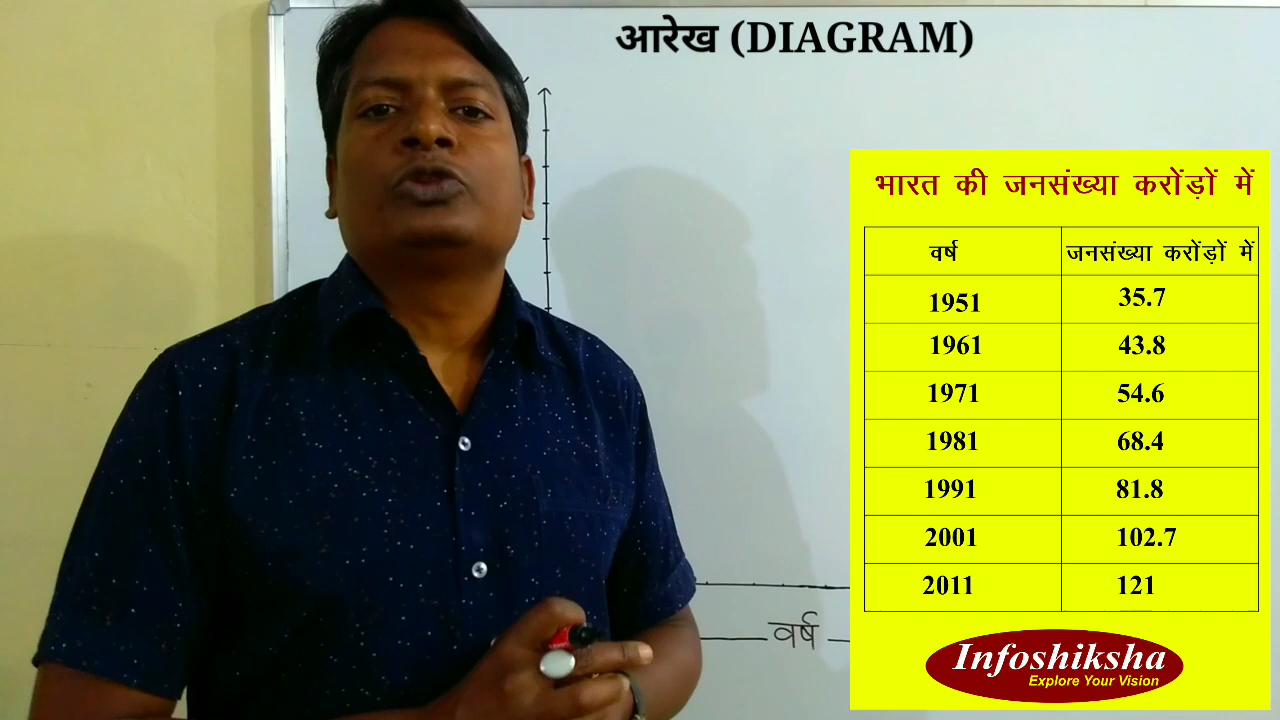 आरेख (DIAGRAM)
भारत की जनसंख्या करोंड़ों में
वर्ष जनसंख्या करोंड़ों में
1951 35.7
1961 43.8
1971 54.6
1981 68.4
1991 81.8
2001 102.7
2011 121
वर्ष
Infoshiksha
Explore Your Vision